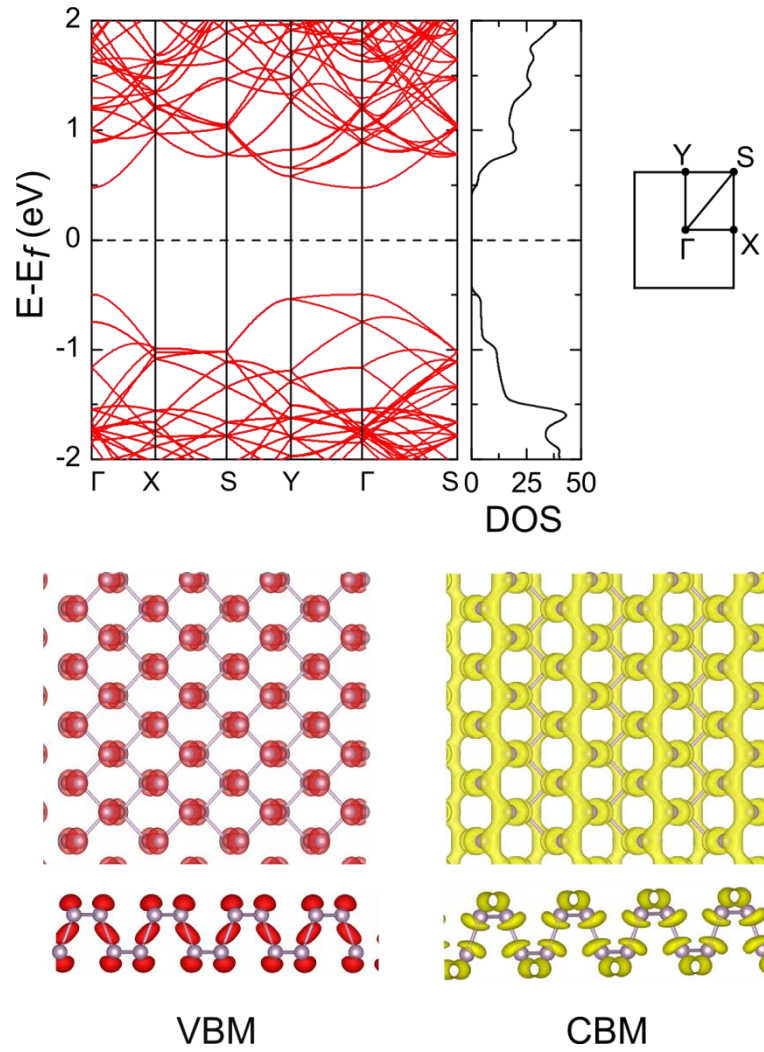 2
1
0
-1
-2
E-Ef (eV)
Γ X S Y Γ S
0 25 50
DOS
Y S
Γ X
VBM CBM